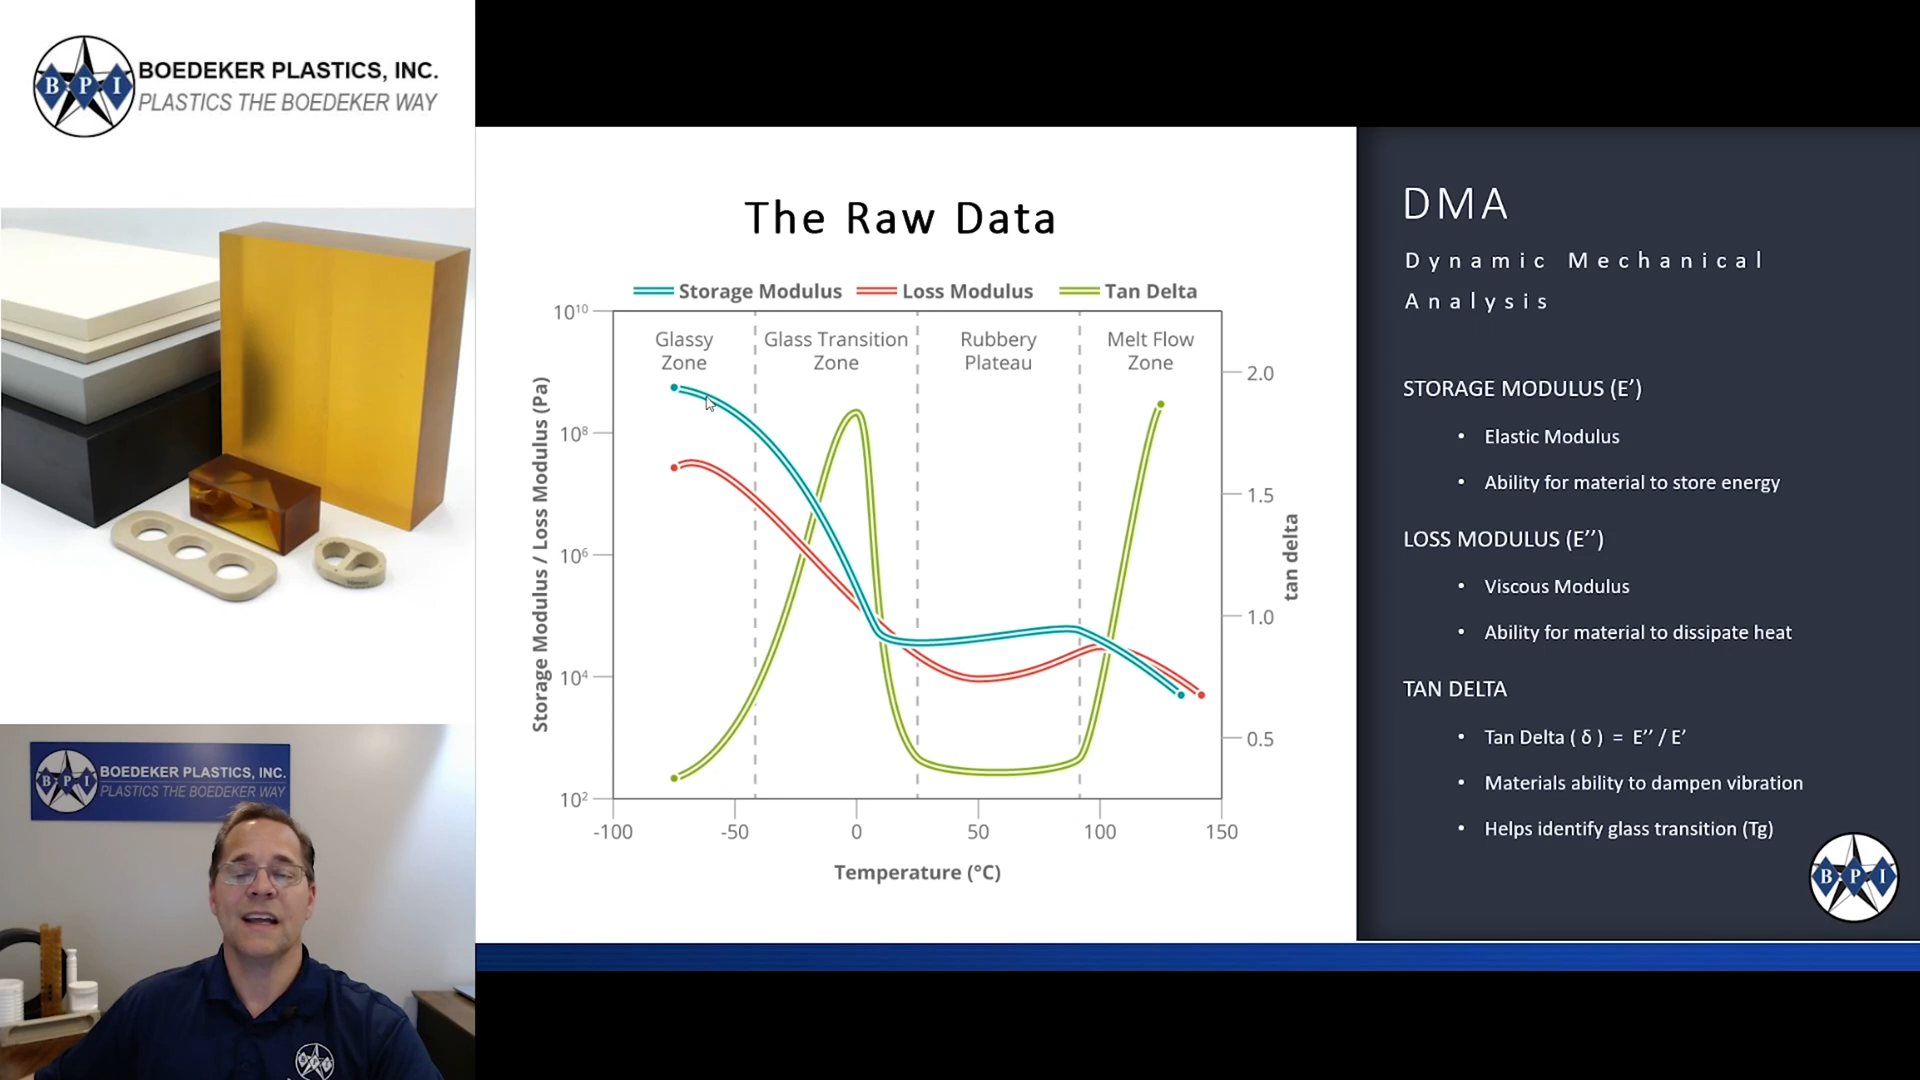 B P I
BOEDEKER PLASTICS, INC.
PLASTICS THE BOEDEKER WAY
B P I
BOEDEKER PLASTICS, INC.
PLASTICS THE BOEDEKER WAY
B P I
The Raw Data
Storage Modulus Loss Modulus Tan Delta
Glassy Zone
Glass Transition Zone
Rubbery Plateau
Melt Flow Zone
Storage Modulus / Loss Modulus (Pa)
10¹⁰
10⁸
10⁶
10⁴
10²
2.0
1.5
1.0
0.5
tan delta
-100 -50 0 50 100 150
Temperature (°C)
DMA
Dynamic Mechanical
Analysis
STORAGE MODULUS (E’)
• Elastic Modulus
• Ability for material to store energy
LOSS MODULUS (E’’)
• Viscous Modulus
• Ability for material to dissipate heat
TAN DELTA
• Tan Delta ( δ ) = E’’ / E’
• Materials ability to dampen vibration
• Helps identify glass transition (Tg)
B P I